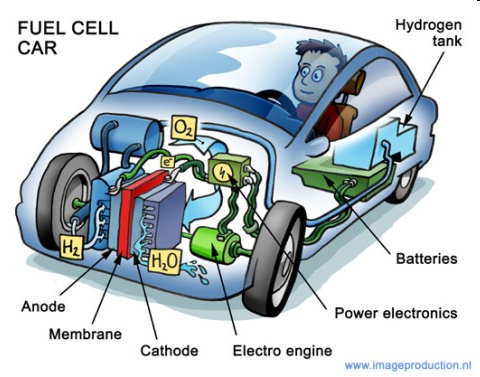 FUEL CELL
CAR
Hydrogen
tank
O₂
e⁻
H₂
H₂O
Batteries
Anode
Power electronics
Membrane
Cathode
Electro engine
www.imageproduction.nl